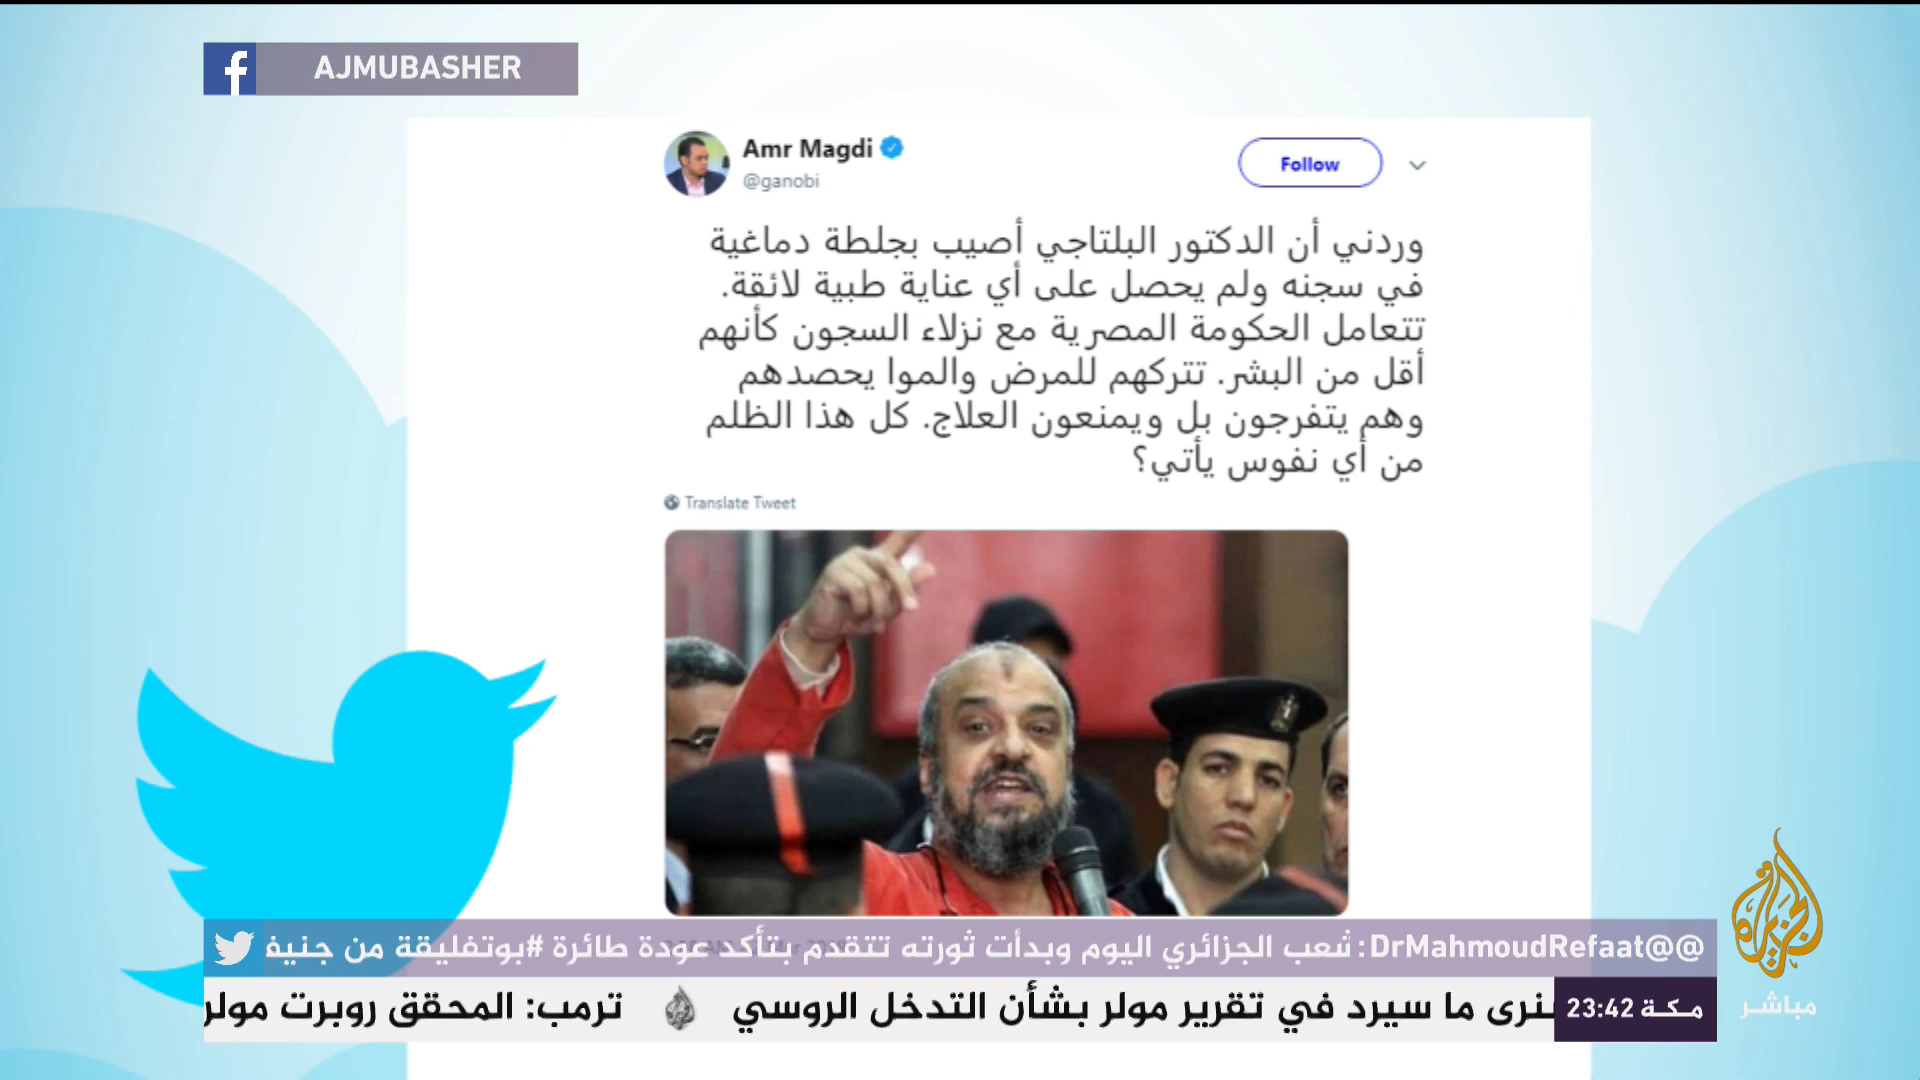 AJMUBASHER
Amr Magdi
@ganobi
Follow
وردني أن الدكتور البلتاجي أصيب بجلطة دماغية
في سجنه ولم يحصل على أي عناية طبية لائقة.
تتعامل الحكومة المصرية مع نزلاء السجون كأنهم
أقل من البشر. تتركهم للمرض والموا يحصدهم
وهم يتفرجون بل ويمنعون العلاج. كل هذا الظلم
من أي نفوس يأتي؟
Translate Tweet
@@DrMahmoudRefaat: شعب الجزائري اليوم وبدأت ثورته تتقدم بتأكد عودة طائرة #بوتفليقة من جنيف
مكة 23:42
سنرى ما سيرد في تقرير مولر بشأن التدخل الروسي ترمب: المحقق روبرت مولر
مباشر